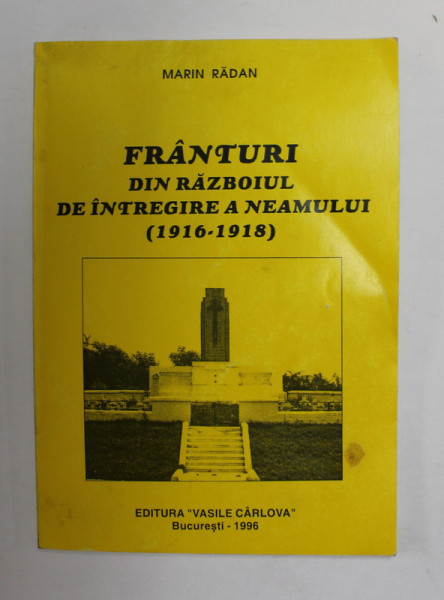 MARIN RĂDAN
FRÂNTURI
DIN RĂZBOIUL
DE ÎNTREGIRE A NEAMULUI
(1916-1918)
EDITURA "VASILE CÂRLOVA"
Bucureşti - 1996